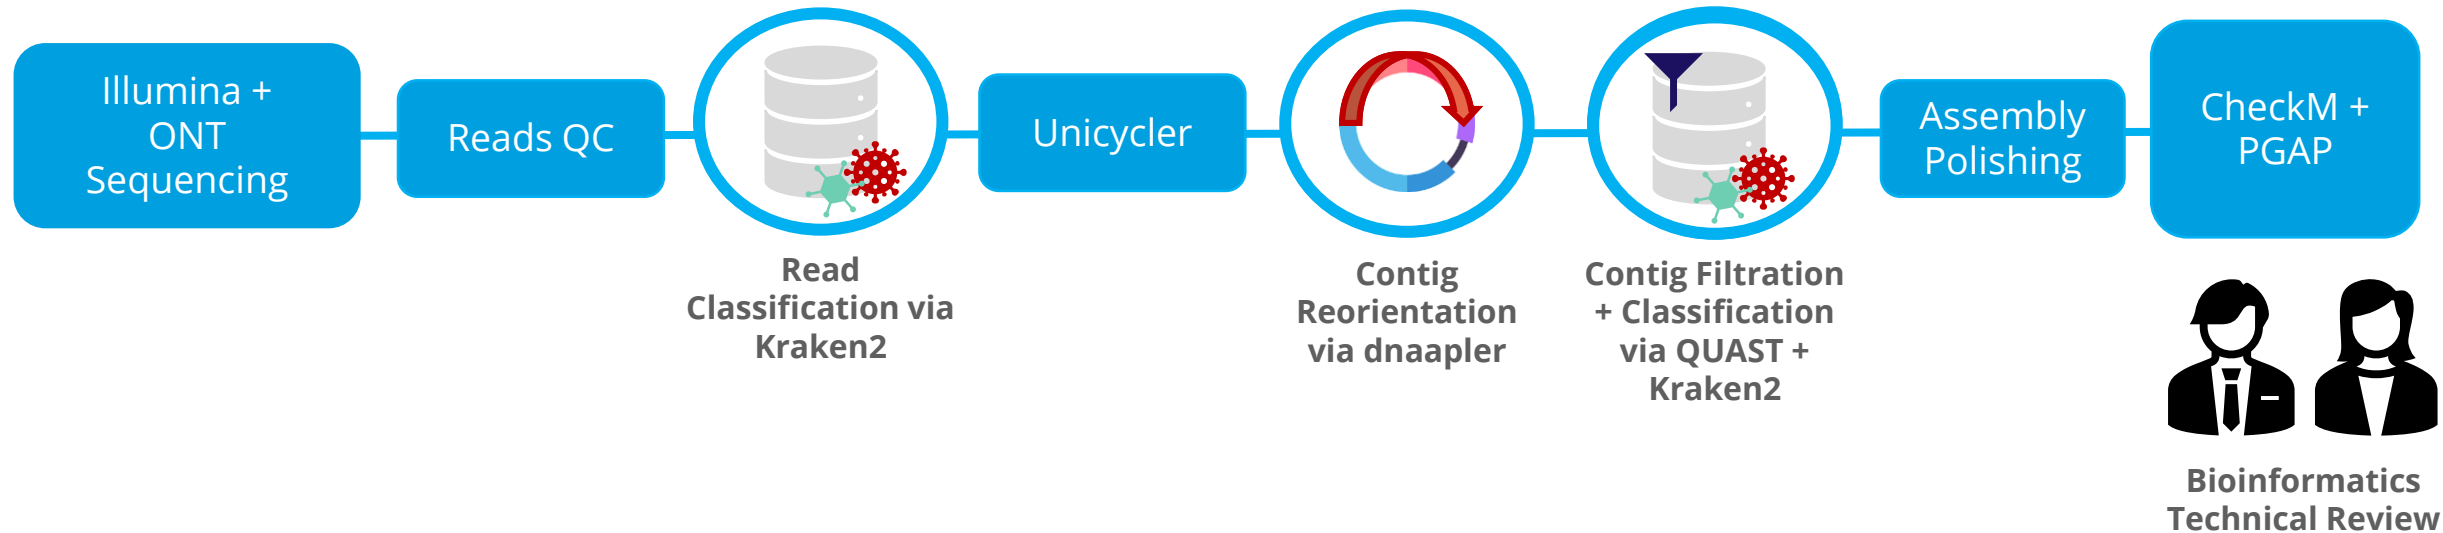 Illumina +
ONT
Sequencing
Reads QC
Read
Classification via
Kraken2
Unicycler
Contig
Reorientation
via dnaapler
Contig Filtration
+ Classification
via QUAST +
Kraken2
Assembly
Polishing
CheckM +
PGAP
Bioinformatics
Technical Review